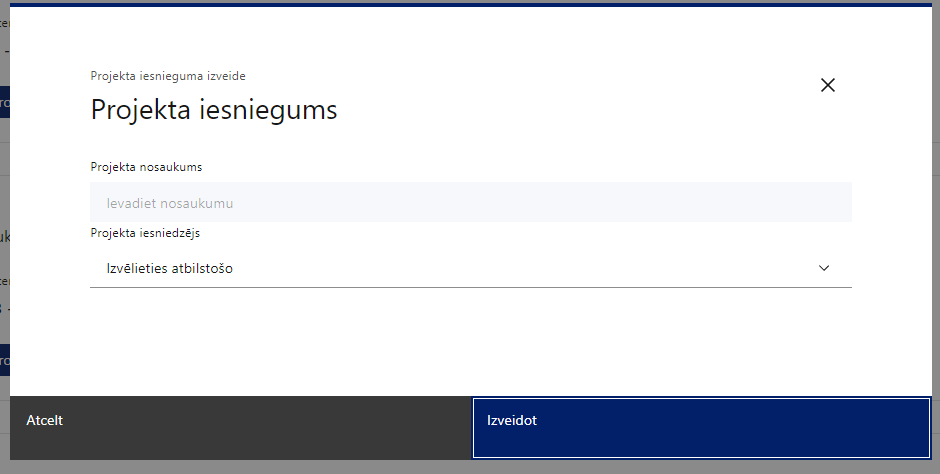 Projekta iesnieguma izveide
Projekta iesniegums
Projekta nosaukums
Ievadiet nosaukumu
Projekta iesniedzējs
Izvēlieties atbilstošo
Atcelt
Izveidot